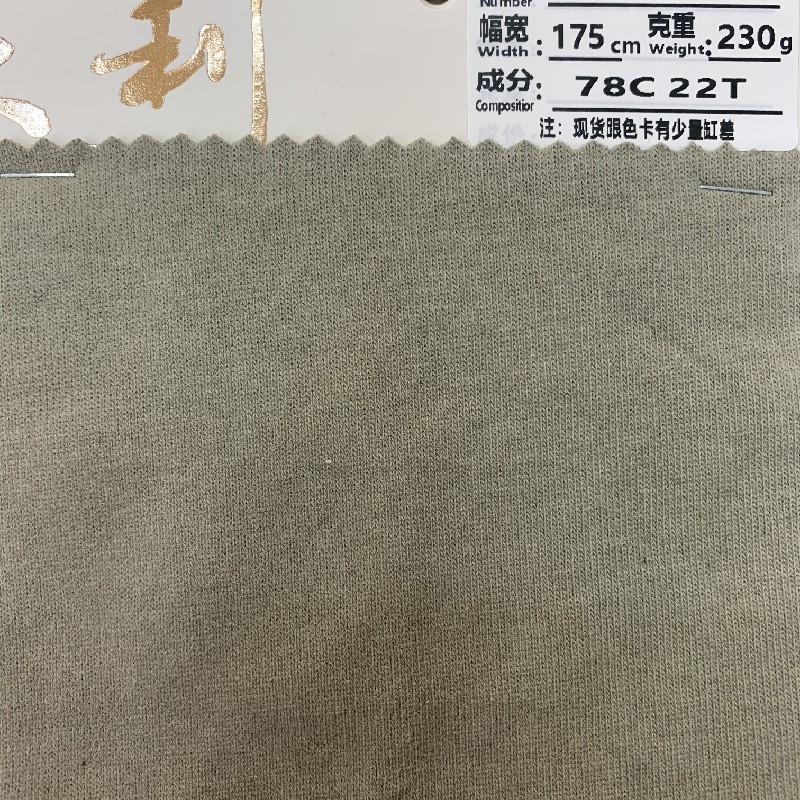 利
Number
幅宽 : 175 cm 克重 : 230 g
Width Weight
成分: 78C 22T
Composition
注: 现货跟色卡有少量缸差